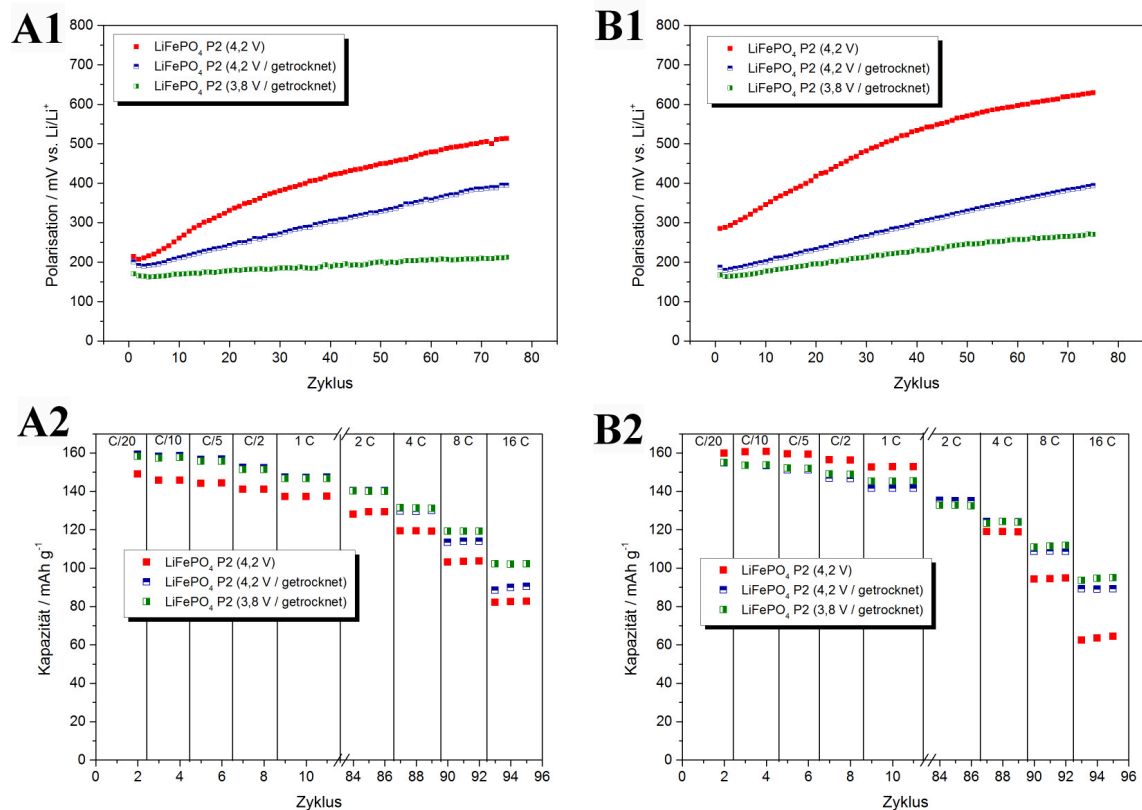 A1
800
700
600
500
400
300
200
100
0
Polarisation / mV vs. Li/Li⁺
LiFePO₄ P2 (4,2 V)
LiFePO₄ P2 (4,2 V / getrocknet)
LiFePO₄ P2 (3,8 V / getrocknet)
0 10 20 30 40 50 60 70 80
Zyklus
B1
800
700
600
500
400
300
200
100
0
Polarisation / mV vs. Li/Li⁺
LiFePO₄ P2 (4,2 V)
LiFePO₄ P2 (4,2 V / getrocknet)
LiFePO₄ P2 (3,8 V / getrocknet)
0 10 20 30 40 50 60 70 80
Zyklus
A2
C/20 C/10 C/5 C/2 1 C 2 C 4 C 8 C 16 C
160
140
120
100
80
60
40
20
0
Kapazität / mAh g⁻¹
LiFePO₄ P2 (4,2 V)
LiFePO₄ P2 (4,2 V / getrocknet)
LiFePO₄ P2 (3,8 V / getrocknet)
0 2 4 6 8 10 84 86 88 90 92 94 96
Zyklus
B2
C/20 C/10 C/5 C/2 1 C 2 C 4 C 8 C 16 C
160
140
120
100
80
60
40
20
0
Kapazität / mAh g⁻¹
LiFePO₄ P2 (4,2 V)
LiFePO₄ P2 (4,2 V / getrocknet)
LiFePO₄ P2 (3,8 V / getrocknet)
0 2 4 6 8 10 84 86 88 90 92 94 96
Zyklus